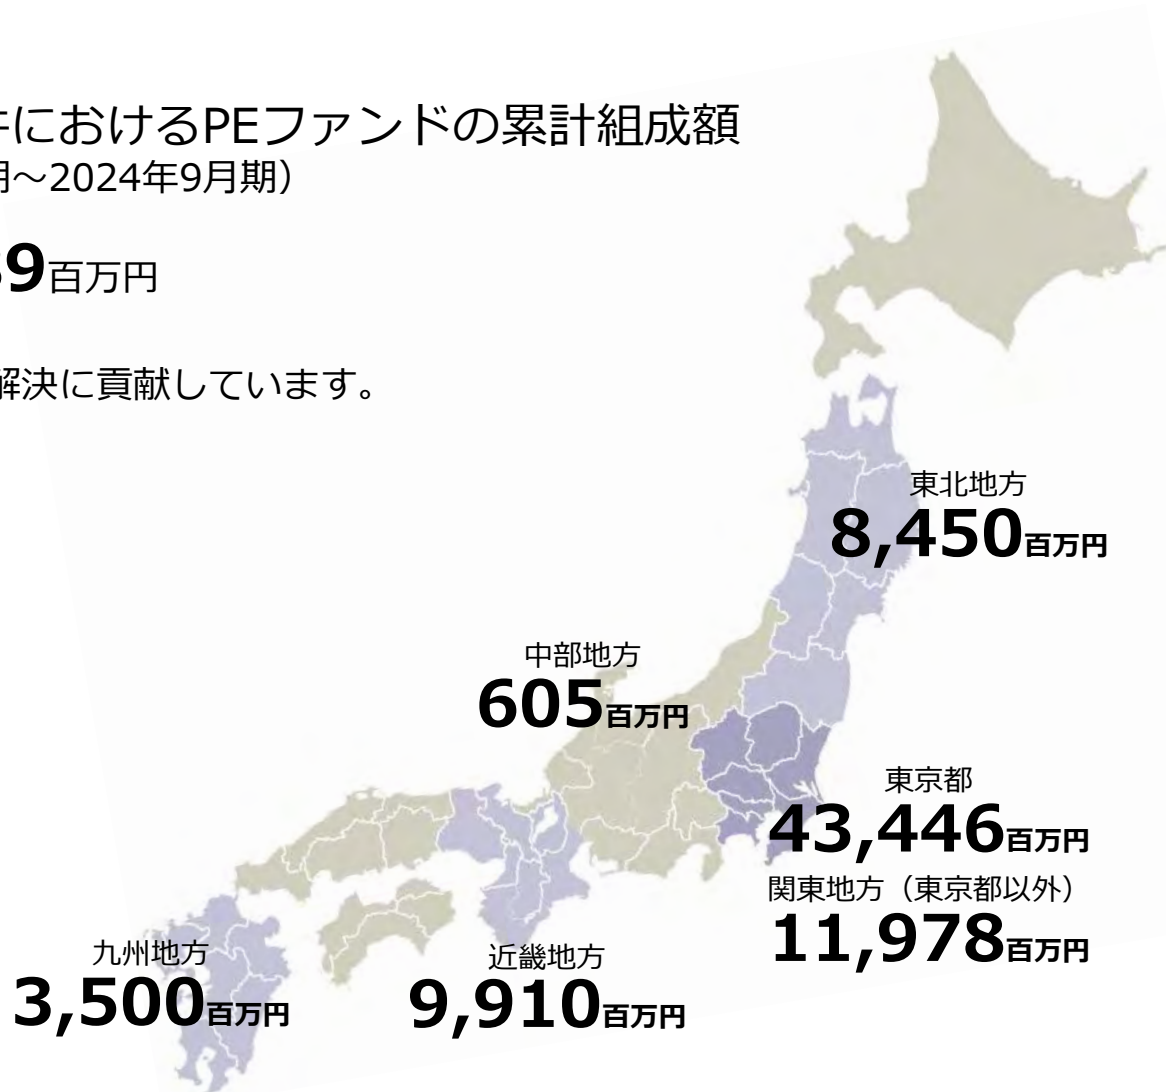 におけるPEファンドの累計組成額
～2024年9月期）
9百万円
解決に貢献しています。
東北地方
8,450百万円
中部地方
605百万円
東京都
43,446百万円
関東地方（東京都以外）
11,978百万円
九州地方
3,500百万円
近畿地方
9,910百万円